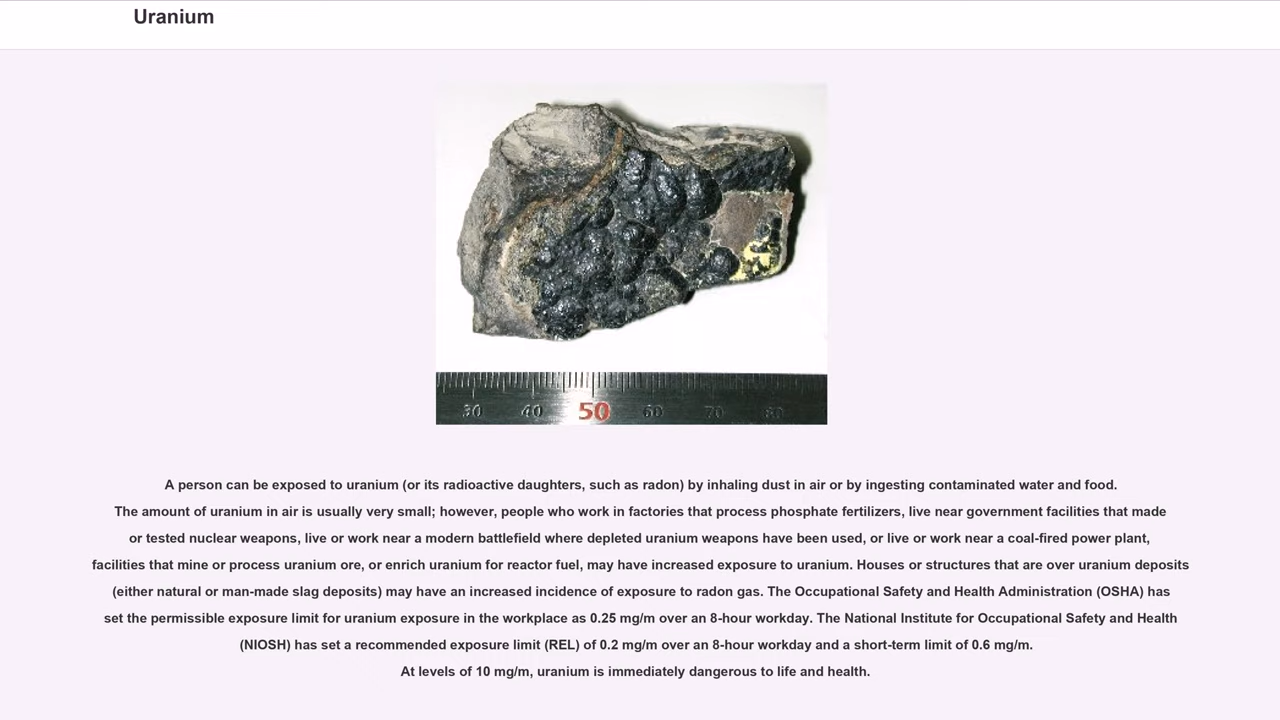 Uranium
30 40 50 60 70 80
A person can be exposed to uranium (or its radioactive daughters, such as radon) by inhaling dust in air or by ingesting contaminated water and food.
The amount of uranium in air is usually very small; however, people who work in factories that process phosphate fertilizers, live near government facilities that made
or tested nuclear weapons, live or work near a modern battlefield where depleted uranium weapons have been used, or live or work near a coal-fired power plant,
facilities that mine or process uranium ore, or enrich uranium for reactor fuel, may have increased exposure to uranium. Houses or structures that are over uranium deposits
(either natural or man-made slag deposits) may have an increased incidence of exposure to radon gas. The Occupational Safety and Health Administration (OSHA) has
set the permissible exposure limit for uranium exposure in the workplace as 0.25 mg/m over an 8-hour workday. The National Institute for Occupational Safety and Health
(NIOSH) has set a recommended exposure limit (REL) of 0.2 mg/m over an 8-hour workday and a short-term limit of 0.6 mg/m.
At levels of 10 mg/m, uranium is immediately dangerous to life and health.